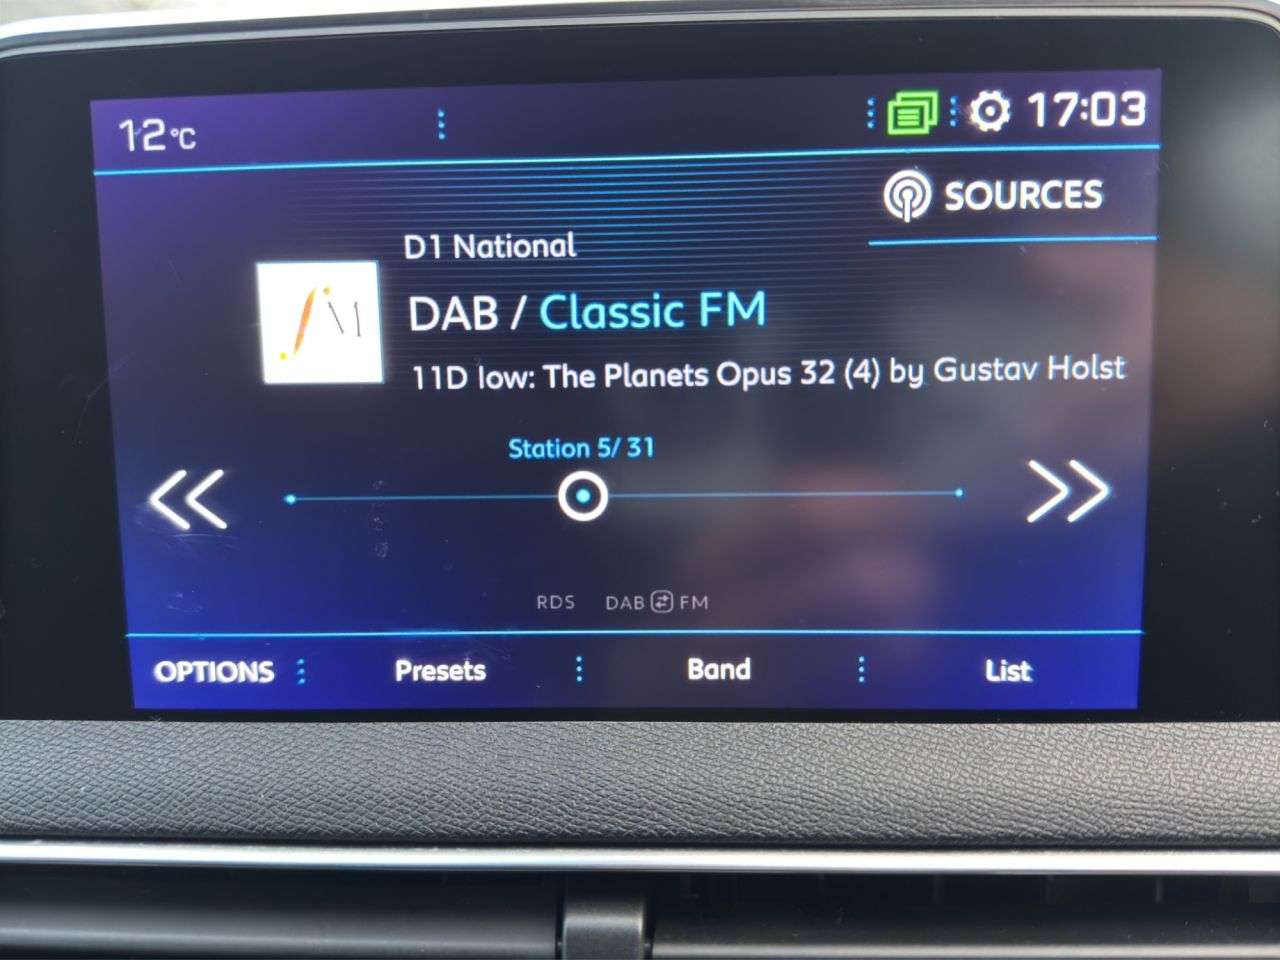 12°C
17:03
SOURCES
D1 National
DAB / Classic FM
fM
11D low: The Planets Opus 32 (4) by Gustav Holst
Station 5/ 31
RDS DAB FM
OPTIONS Presets Band List